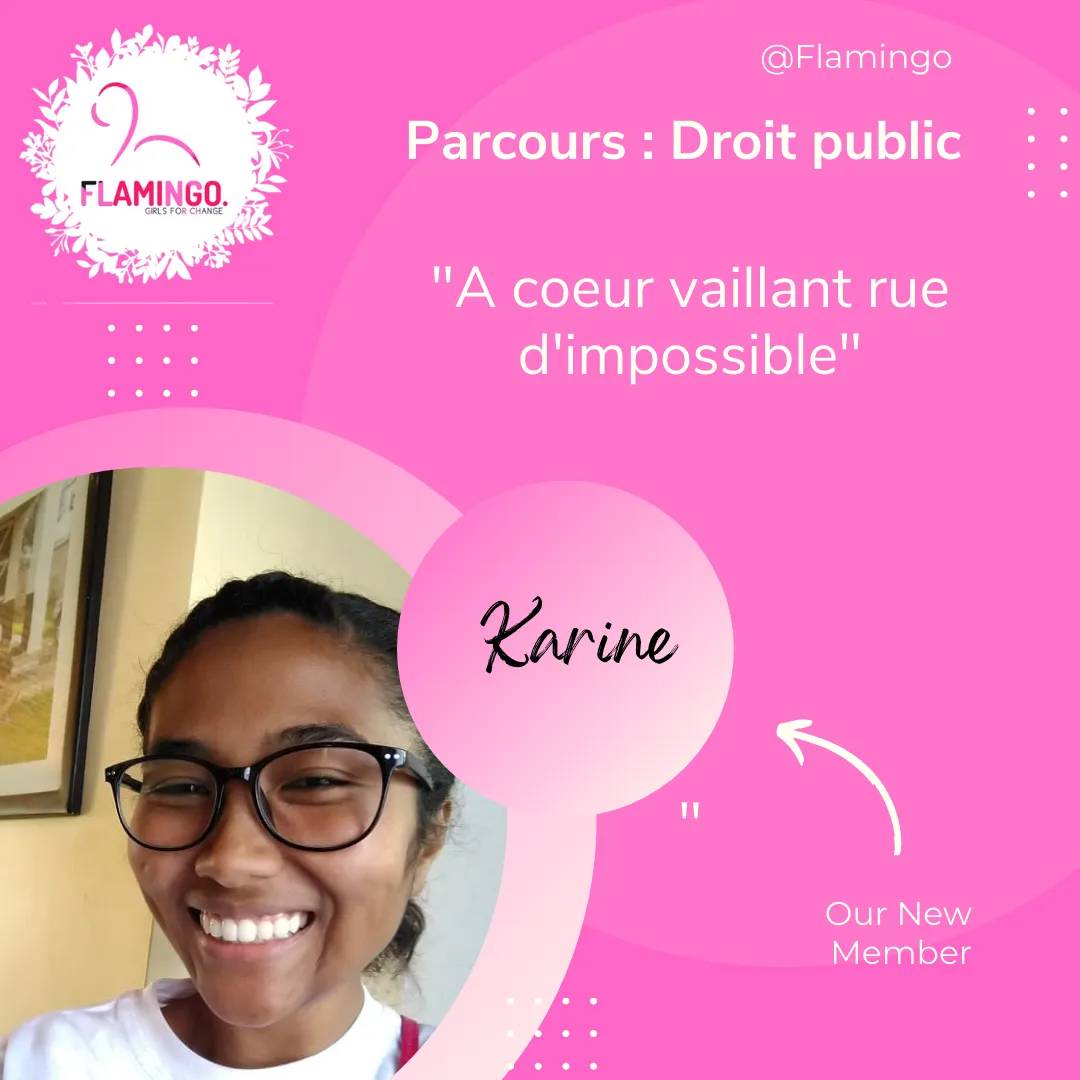 @Flamingo
FLAMINGO.
GIRLS FOR CHANGE
Parcours : Droit public
"A coeur vaillant rue
d'impossible"
Karine
"
Our New
Member